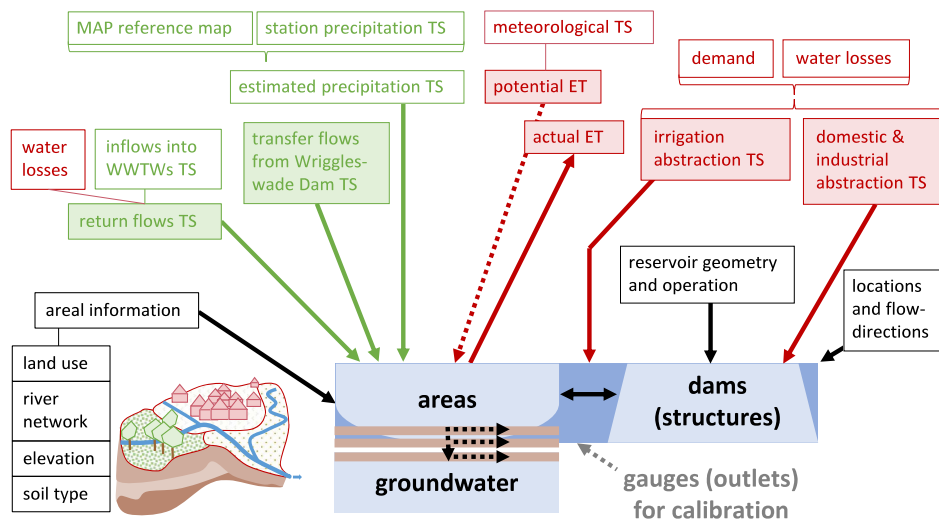 MAP reference map
station precipitation TS
meteorological TS
demand
water losses
estimated precipitation TS
potential ET
water
losses
inflows into
WWTWs TS
transfer flows
from Wriggles-
wade Dam TS
actual ET
irrigation
abstraction TS
domestic &
industrial
abstraction TS
return flows TS
reservoir geometry
and operation
locations
and flow-
directions
areal information
land use
river
network
elevation
soil type
areas
dams
(structures)
groundwater
gauges (outlets)
for calibration